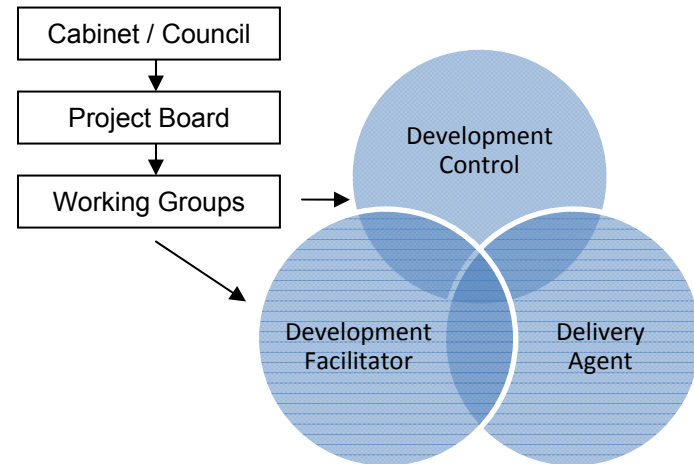 Cabinet / Council
Project Board
Working Groups
Development
Control
Development
Facilitator
Delivery
Agent